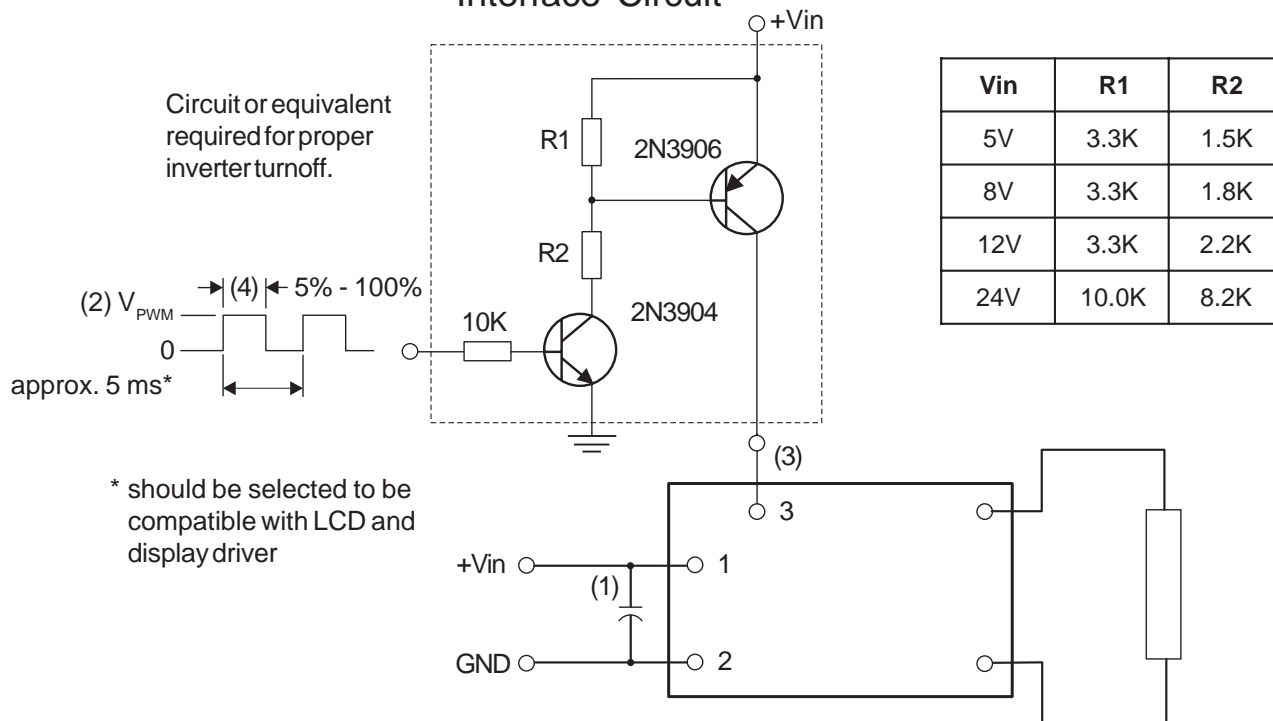 Interface Circuit
+Vin
Circuit or equivalent
required for proper
inverter turnoff.
R1
2N3906
R2
2N3904
10K
(2) VPWM
(4)
5% - 100%
0
approx. 5 ms*
* should be selected to be
compatible with LCD and
display driver
Vin R1 R2
5V 3.3K 1.5K
8V 3.3K 1.8K
12V 3.3K 2.2K
24V 10.0K 8.2K
(3)
3
+Vin
1
(1)
GND
2